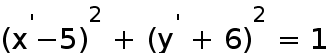 (x'−5)² + (y' + 6)² = 1